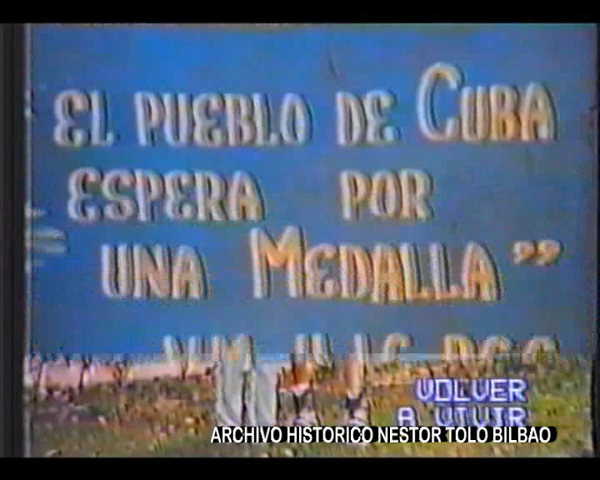 EL PUEBLO DE CUBA
ESPERA POR
UNA MEDALLA”
VOLVER
A VIVIR
ARCHIVO HISTORICO NESTOR TOLO BILBAO